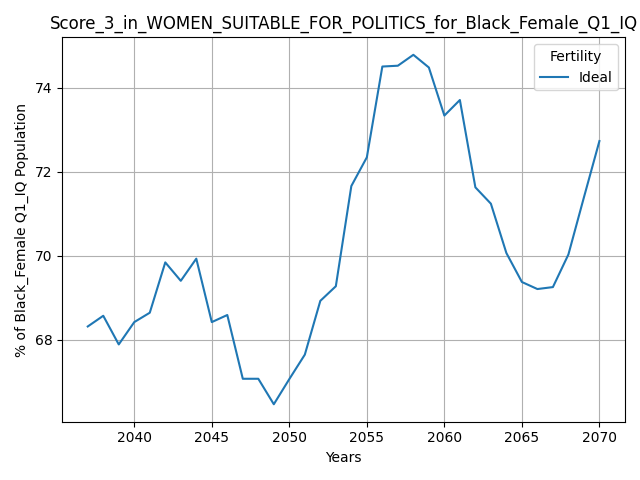 Score_3_in_WOMEN_SUITABLE_FOR_POLITICS_for_Black_Female_Q1_IQ
Fertility
Ideal
% of Black_Female Q1_IQ Population
74
72
70
68
2040 2045 2050 2055 2060 2065 2070
Years